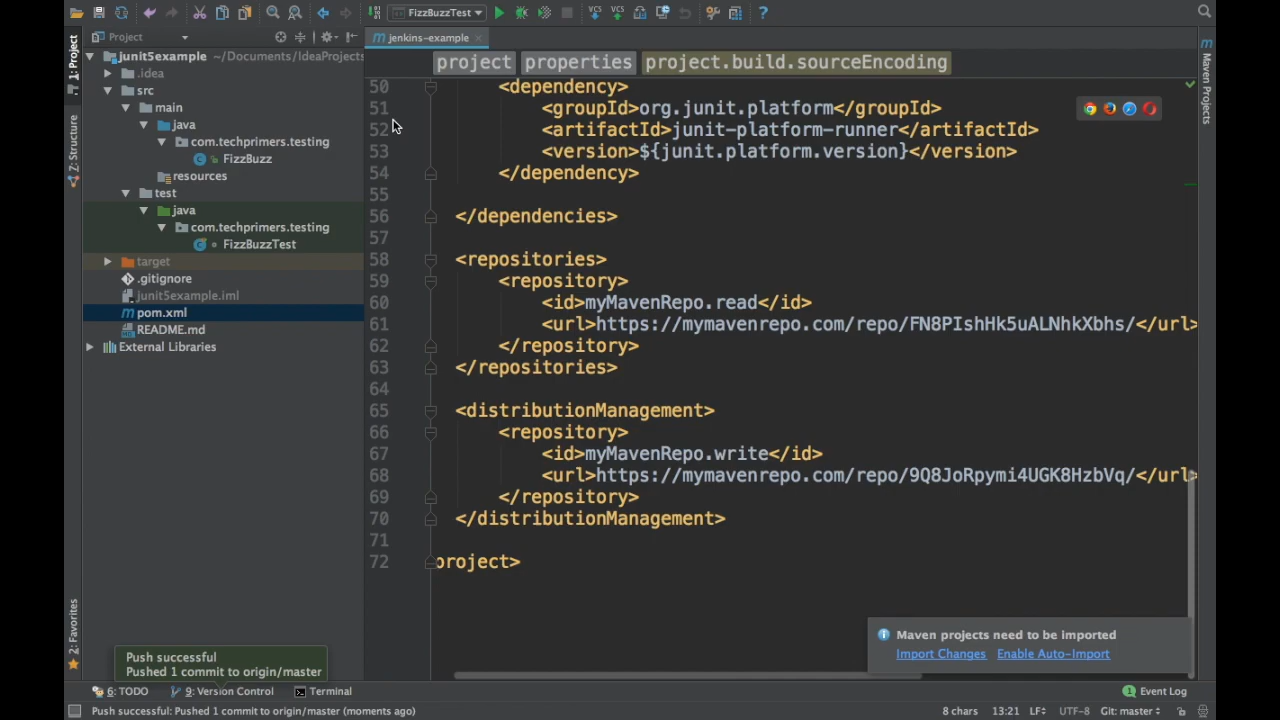 FizzBuzzTest
Project
jenkins-example
1: Project
Z: Structure
2: Favorites
Maven Projects
junit5example ~/Documents/IdeaProjects
.idea
src
main
java
com.techprimers.testing
FizzBuzz
resources
test
java
com.techprimers.testing
FizzBuzzTest
target
.gitignore
junit5example.iml
pom.xml
README.md
External Libraries
project properties project.build.sourceEncoding
50 <dependency>
51 <groupId>org.junit.platform</groupId>
52 <artifactId>junit-platform-runner</artifactId>
53 <version>${junit.platform.version}</version>
54 </dependency>
55
56 </dependencies>
57
58 <repositories>
59 <repository>
60 <id>myMavenRepo.read</id>
61 <url>https://mymavenrepo.com/repo/FN8PIshHk5uALNhkXbhs/</url>
62 </repository>
63 </repositories>
64
65 <distributionManagement>
66 <repository>
67 <id>myMavenRepo.write</id>
68 <url>https://mymavenrepo.com/repo/9Q8JoRpymi4UGK8HzbVq/</url>
69 </repository>
70 </distributionManagement>
71
72 project>
Maven projects need to be imported
Import Changes Enable Auto-Import
Push successful
Pushed 1 commit to origin/master
6: TODO 9: Version Control Terminal 1 Event Log
Push successful: Pushed 1 commit to origin/master (moments ago) 8 chars 13:21 LF UTF-8 Git: master